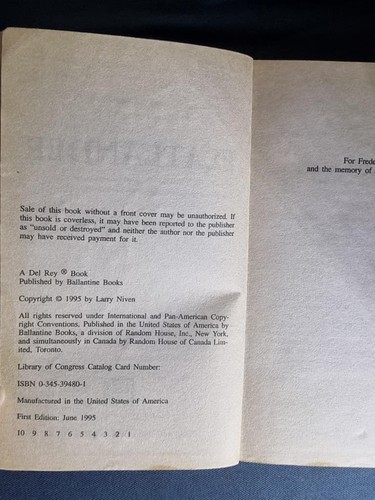 Sale of this book without a front cover may be unauthorized. If
this book is coverless, it may have been reported to the publisher
as "unsold or destroyed" and neither the author nor the publisher
may have received payment for it.
A Del Rey ® Book
Published by Ballantine Books
Copyright © 1995 by Larry Niven
All rights reserved under International and Pan-American Copy-
right Conventions. Published in the United States of America by
Ballantine Books, a division of Random House, Inc., New York,
and simultaneously in Canada by Random House of Canada Lim-
ited, Toronto.
Library of Congress Catalog Card Number:
ISBN 0-345-39480-1
Manufactured in the United States of America
First Edition: June 1995
10 9 8 7 6 5 4 3 2 1
For Frede
and the memory of